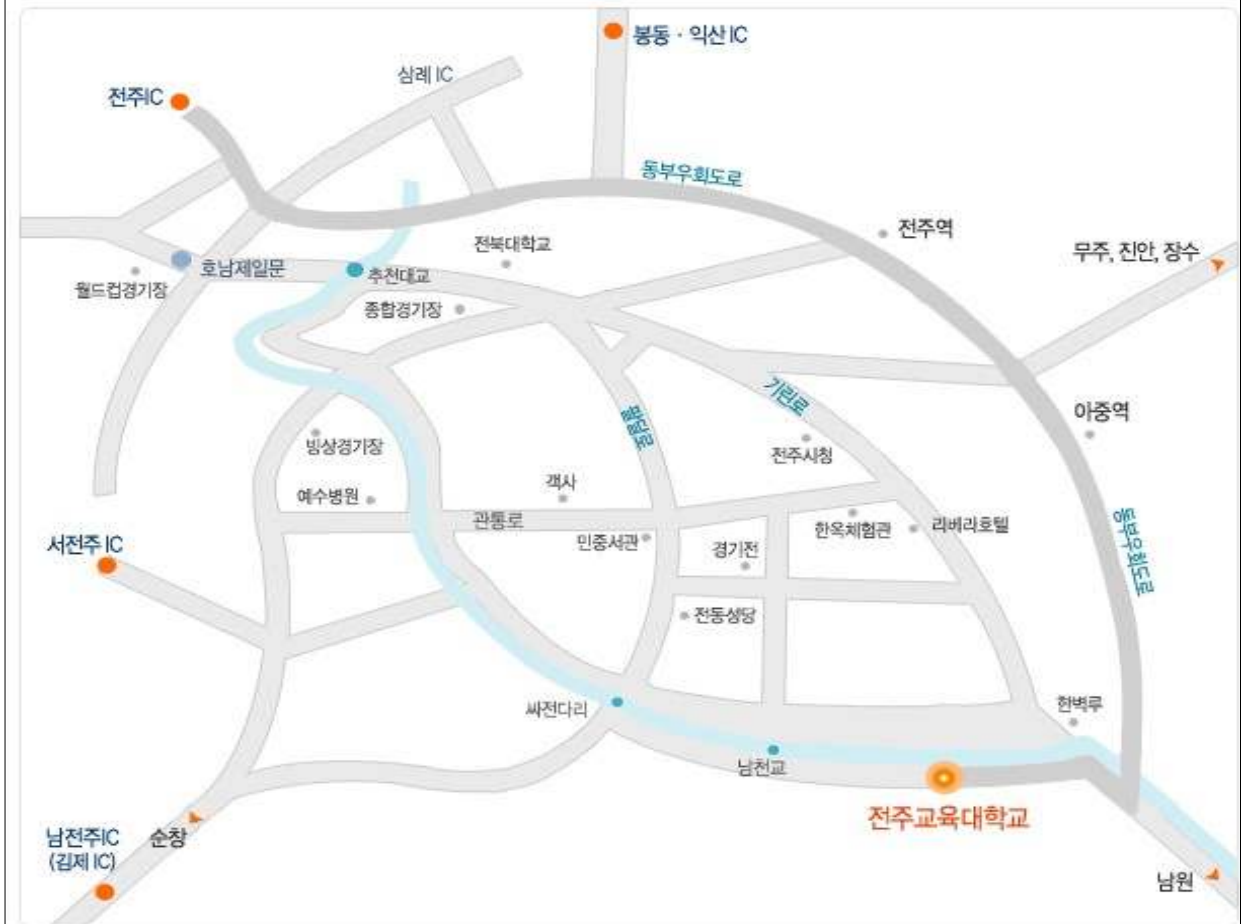 봉동 · 익산 IC
삼례 IC
전주IC
동부우회도로
전주역
무주, 진안, 장수
전북대학교
호남제일문
추천대교
월드컵경기장
종합경기장
기린로
팔달로
아중역
빙상경기장
전주시청
객사
예수병원
관통로
한옥체험관
리베라호텔
민중서관
경기전
서전주 IC
동부우회도로
전동성당
싸전다리
한벽루
남천교
전주교육대학교
남전주IC
(김제 IC)
순창
남원